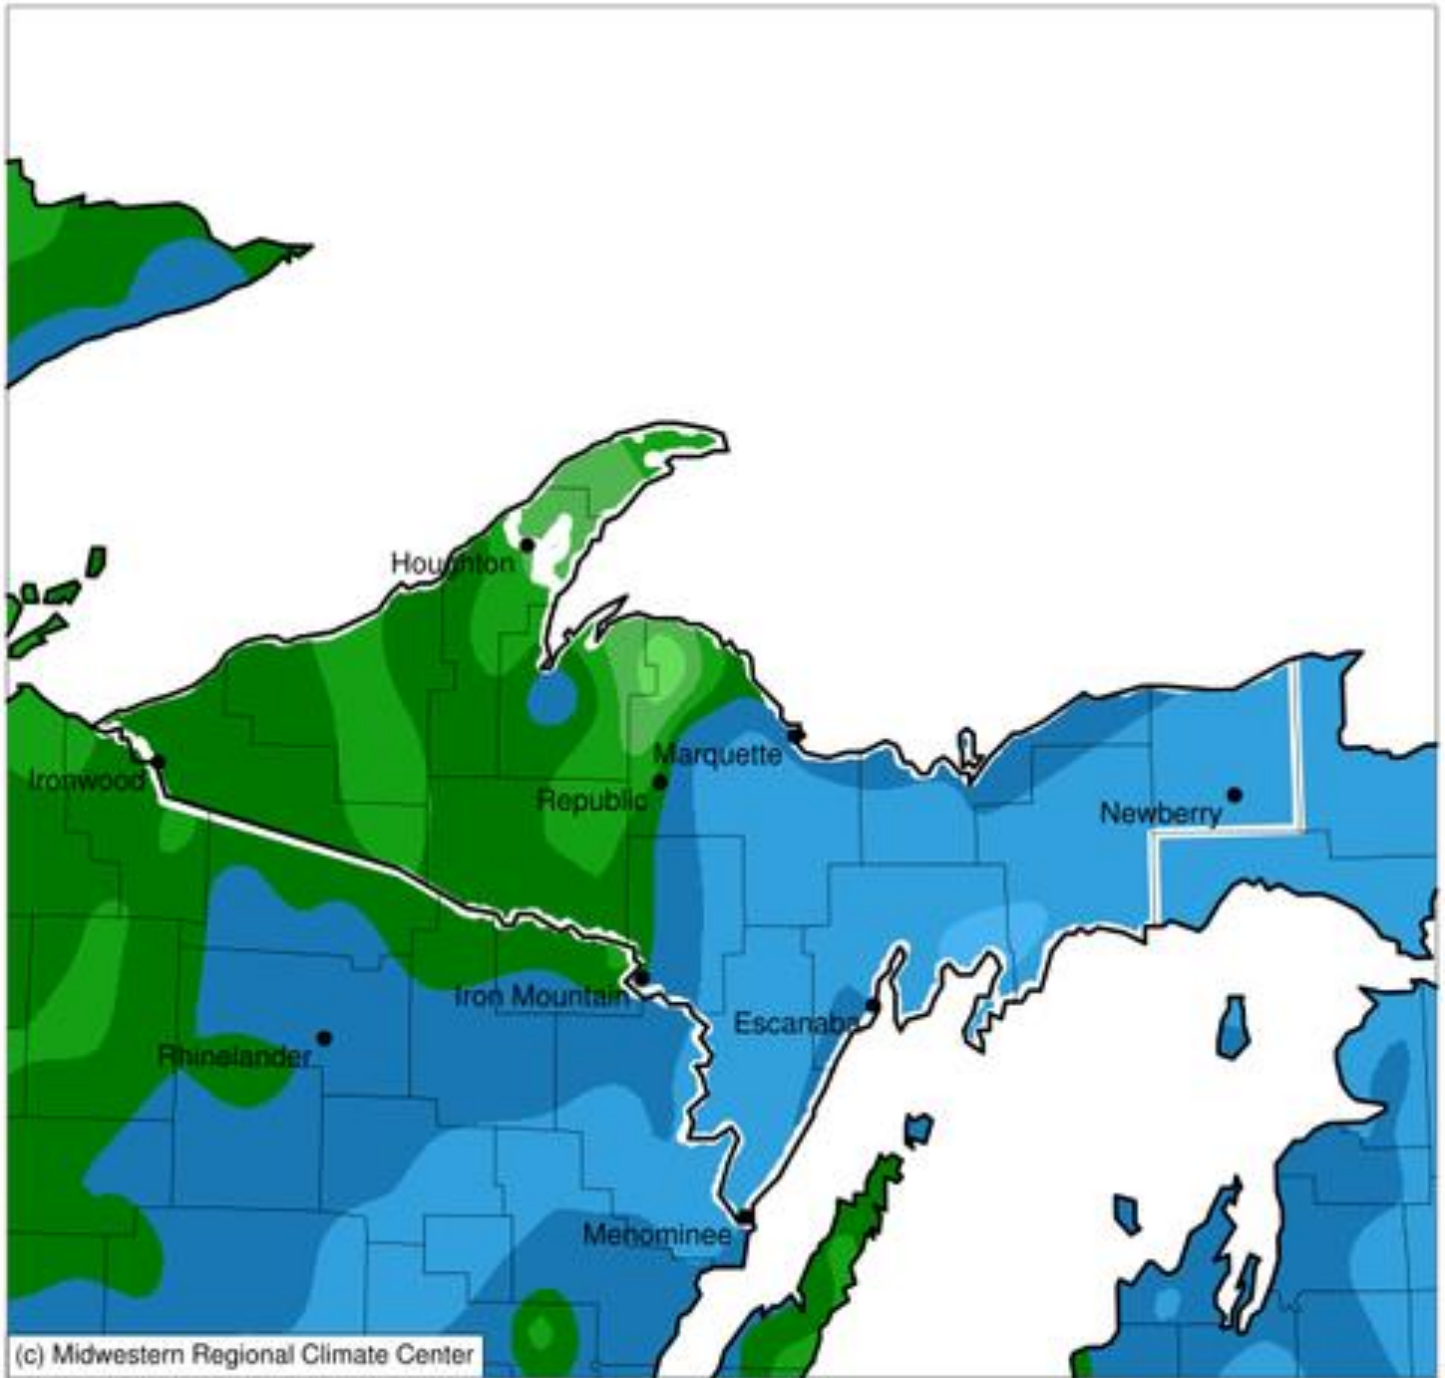 Houghton
Marquette
Ironwood
Republic
Newberry
Iron Mountain
Escanaba
Rhinelander
Menominee
(c) Midwestern Regional Climate Center